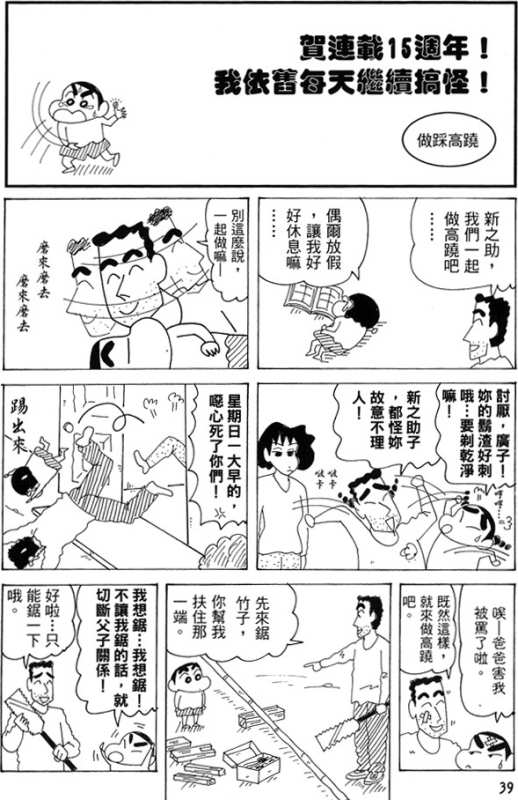 賀連載15週年！
我依舊每天繼續搞怪！
做踩高蹺
新之助，
我們一起
做高蹺吧
……
偶爾放假
，讓我好
好休息嘛
……
別這麼說，
一起做嘛—
磨來磨去
磨來磨去
討厭，廣子！
妳的鬍渣好刺
哦…要剃乾淨
嘛！
哼哼…
新之助子
，都怪妳
故意不理
人！
啵卡
啵卡
星期日一大早的，
噁心死了你們！
踢出來
唉—爸爸害我
被罵了啦。
既然這樣，
就來做高蹺
吧。
先來鋸
竹子，
你幫我
扶住那
一端。
我想鋸…我想鋸！
不讓我鋸的話，就
切斷父子關係！
好啦…只
能鋸一下
哦。
39